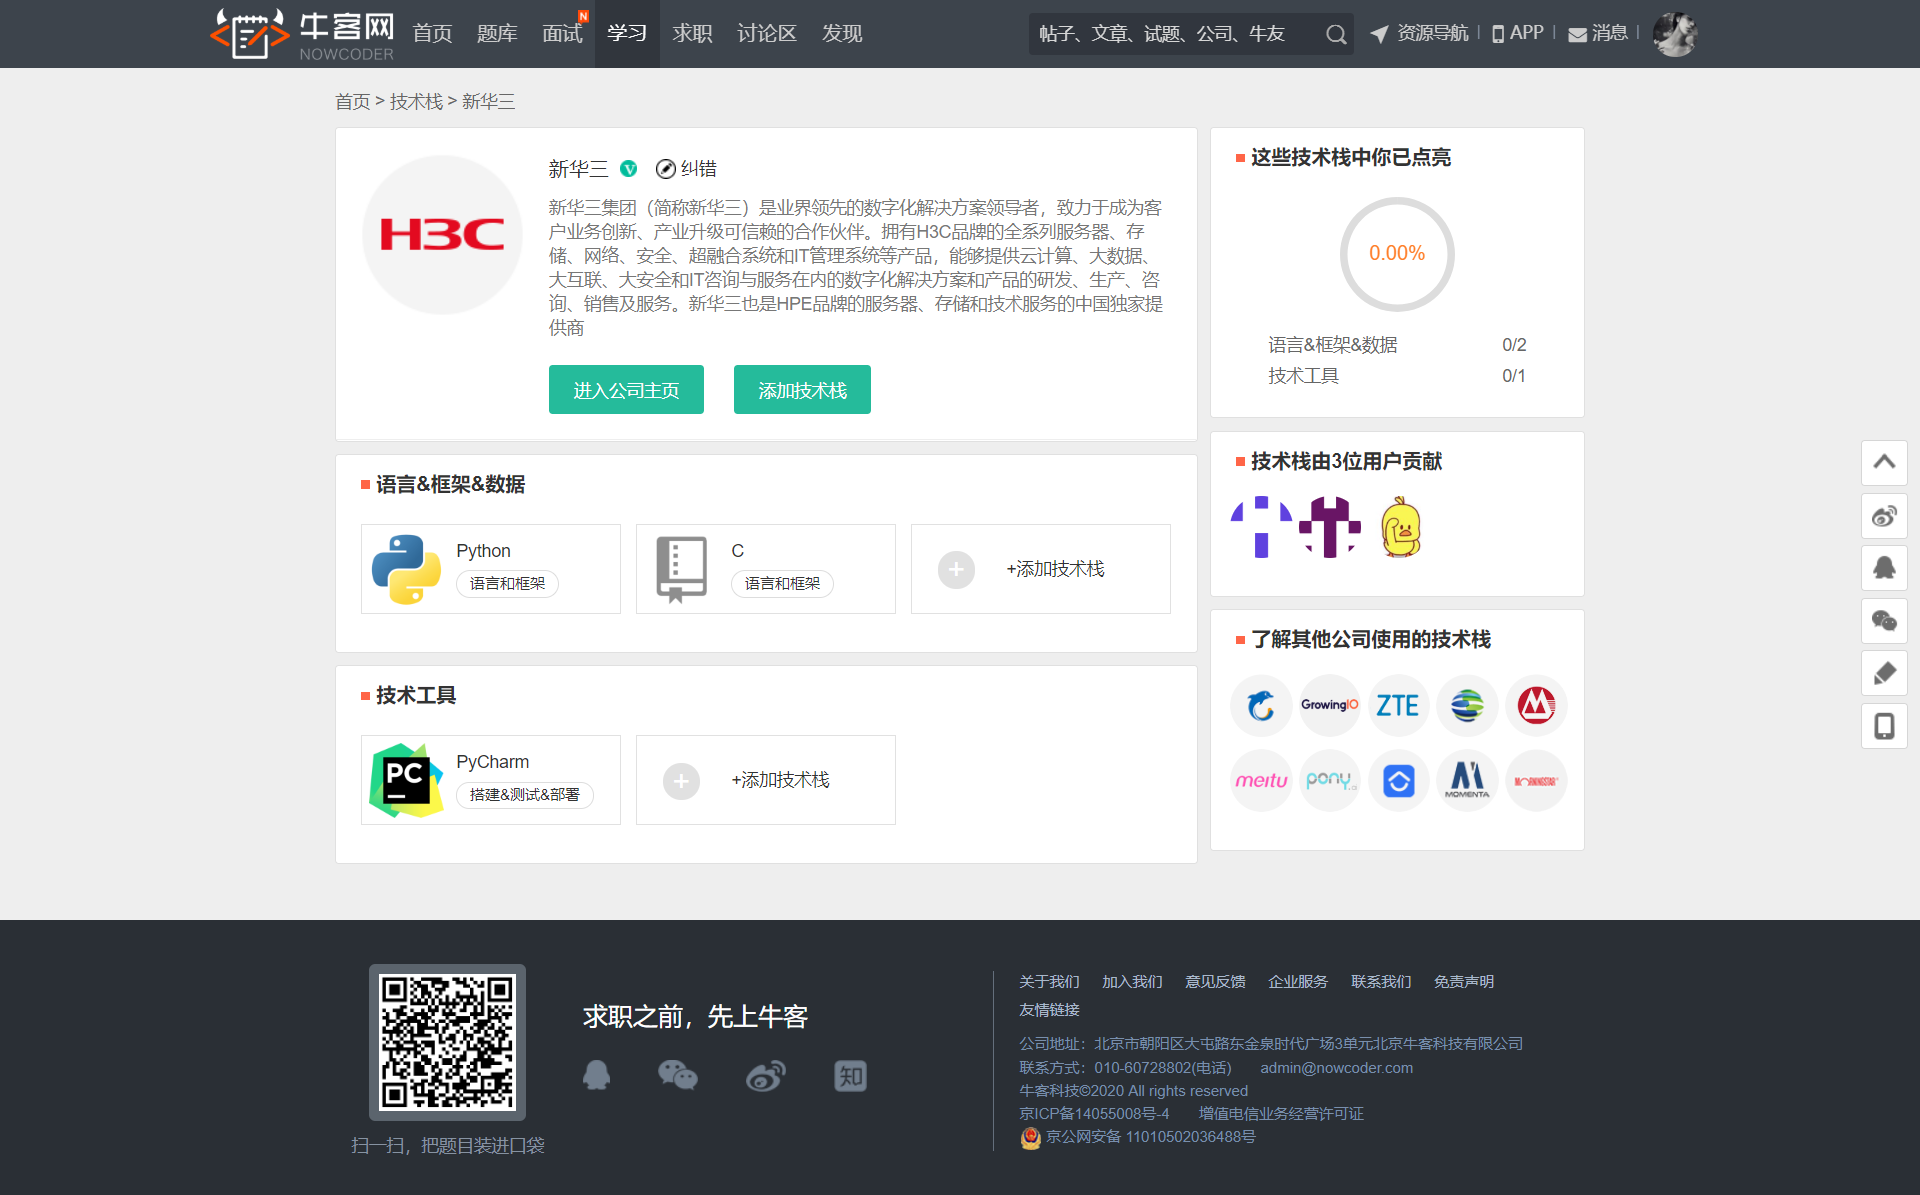 牛客网
NOWCODER
首页 题库 面试 N 学习 求职 讨论区 发现
帖子、文章、试题、公司、牛友
资源导航 APP 消息
首页 > 技术栈 > 新华三
H3C
新华三 V 纠错
新华三集团（简称新华三）是业界领先的数字化解决方案领导者，致力于成为客
户业务创新、产业升级可信赖的合作伙伴。拥有H3C品牌的全系列服务器、存
储、网络、安全、超融合系统和IT管理系统等产品，能够提供云计算、大数据、
大互联、大安全和IT咨询与服务在内的数字化解决方案和产品的研发、生产、咨
询、销售及服务。新华三也是HPE品牌的服务器、存储和技术服务的中国独家提
供商
进入公司主页 添加技术栈
语言&框架&数据
Python
语言和框架
C
语言和框架
+添加技术栈
技术工具
PC
PyCharm
搭建&测试&部署
+添加技术栈
这些技术栈中你已点亮
0.00%
语言&框架&数据 0/2
技术工具 0/1
技术栈由3位用户贡献
了解其他公司使用的技术栈
GrowingIO ZTE
meitu pony. MOMENTA MORNINGSTAR
扫一扫，把题目装进口袋
求职之前，先上牛客
知
关于我们 加入我们 意见反馈 企业服务 联系我们 免责声明
友情链接
公司地址：北京市朝阳区大屯路东金泉时代广场3单元北京牛客科技有限公司
联系方式：010-60728802(电话) admin@nowcoder.com
牛客科技©2020 All rights reserved
京ICP备14055008号-4 增值电信业务经营许可证
京公网安备 11010502036488号